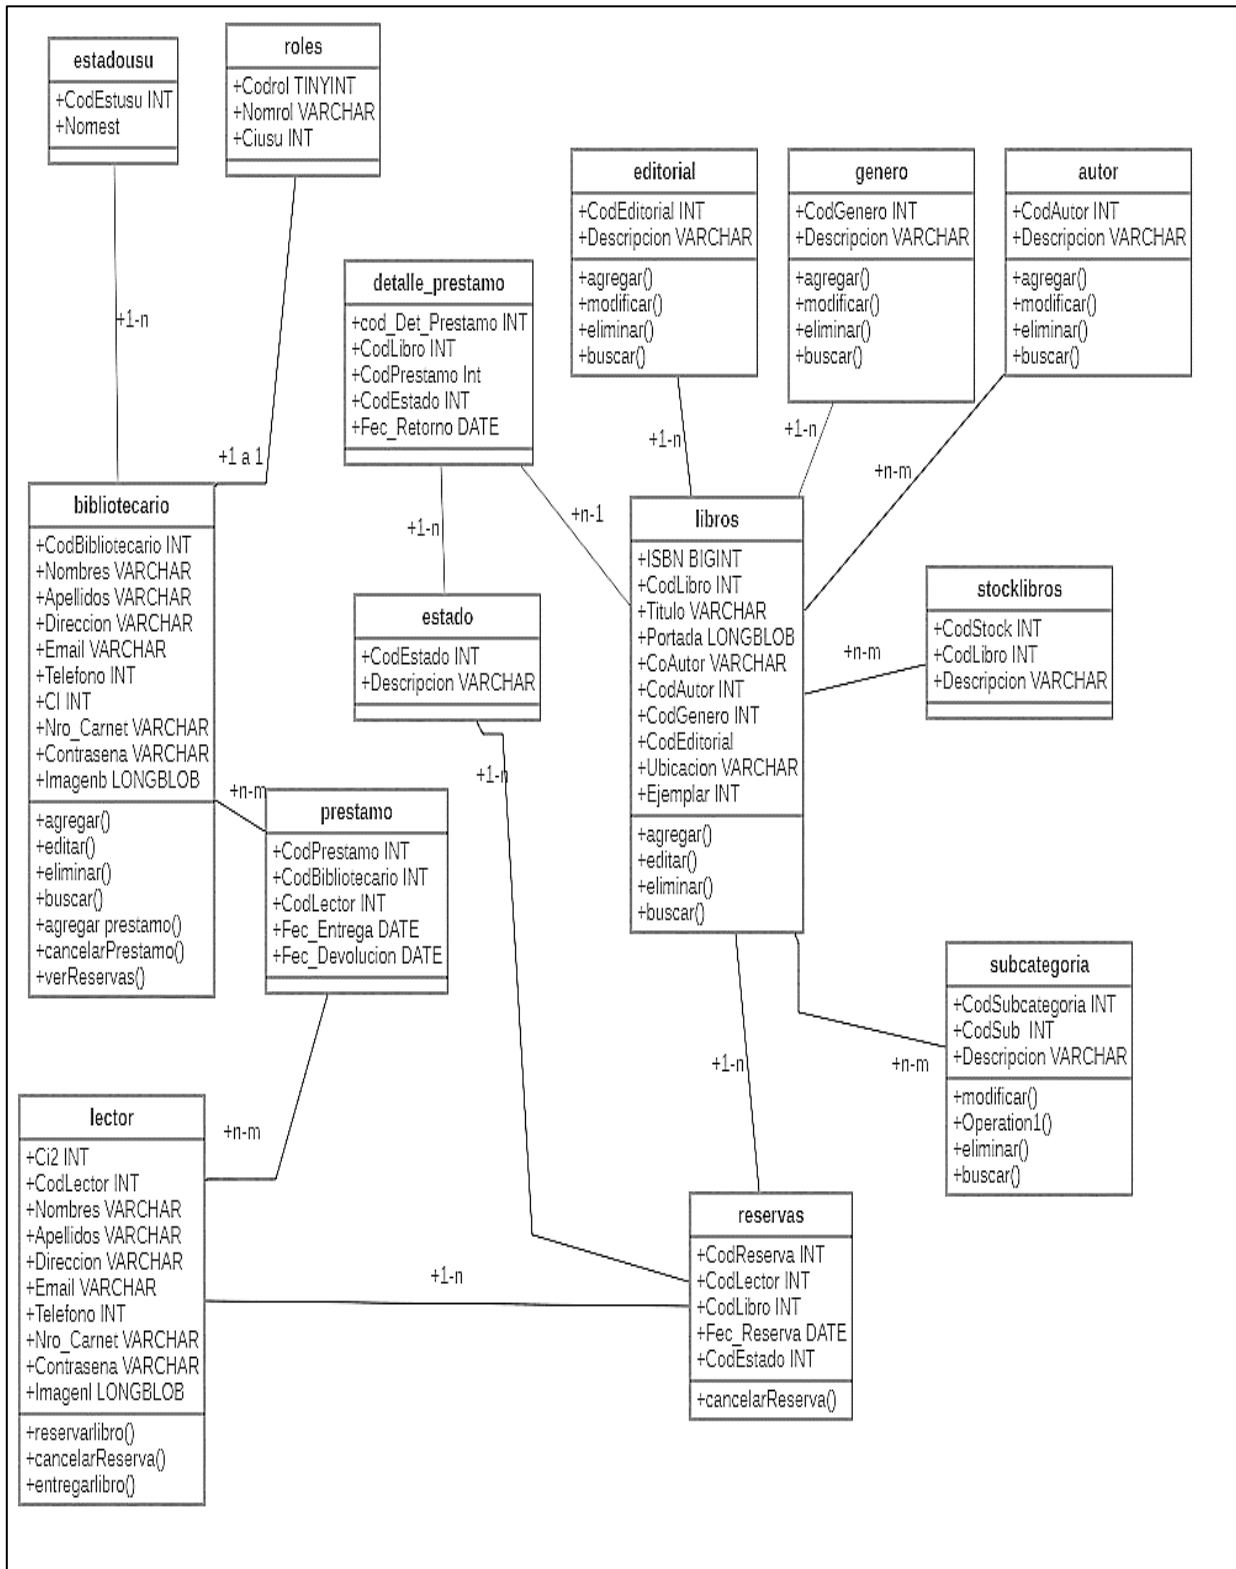 estadousu
+CodEstusu INT
+Nomest
roles
+Codrol TINYINT
+Nomrol VARCHAR
+Ciusu INT
editorial
+CodEditorial INT
+Descripcion VARCHAR
+agregar()
+modificar()
+eliminar()
+buscar()
genero
+CodGenero INT
+Descripcion VARCHAR
+agregar()
+modificar()
+eliminar()
+buscar()
autor
+CodAutor INT
+Descripcion VARCHAR
+agregar()
+modificar()
+eliminar()
+buscar()
detalle_prestamo
+cod_Det_Prestamo INT
+CodLibro INT
+CodPrestamo Int
+CodEstado INT
+Fec_Retorno DATE
+1-n
+1 a 1
+1-n
+1-n
+n-m
+1-n
+n-1
bibliotecario
+CodBibliotecario INT
+Nombres VARCHAR
+Apellidos VARCHAR
+Direccion VARCHAR
+Email VARCHAR
+Telefono INT
+CI INT
+Nro_Carnet VARCHAR
+Contrasena VARCHAR
+Imagenb LONGBLOB
+agregar()
+editar()
+eliminar()
+buscar()
+agregar prestamo()
+cancelarPrestamo()
+verReservas()
estado
+CodEstado INT
+Descripcion VARCHAR
libros
+ISBN BIGINT
+CodLibro INT
+Titulo VARCHAR
+Portada LONGBLOB
+CoAutor VARCHAR
+CodAutor INT
+CodGenero INT
+CodEditorial
+Ubicacion VARCHAR
+Ejemplar INT
+agregar()
+editar()
+eliminar()
+buscar()
stocklibros
+CodStock INT
+CodLibro INT
+Descripcion VARCHAR
+n-m
+1-n
+n-m
prestamo
+CodPrestamo INT
+CodBibliotecario INT
+CodLector INT
+Fec_Entrega DATE
+Fec_Devolucion DATE
subcategoria
+CodSubcategoria INT
+CodSub INT
+Descripcion VARCHAR
+modificar()
+Operation1()
+eliminar()
+buscar()
+1-n
+n-m
+n-m
lector
+Ci2 INT
+CodLector INT
+Nombres VARCHAR
+Apellidos VARCHAR
+Direccion VARCHAR
+Email VARCHAR
+Telefono INT
+Nro_Carnet VARCHAR
+Contrasena VARCHAR
+Imagenl LONGBLOB
+reservarlibro()
+cancelarReserva()
+entregarlibro()
+1-n
reservas
+CodReserva INT
+CodLector INT
+CodLibro INT
+Fec_Reserva DATE
+CodEstado INT
+cancelarReserva()